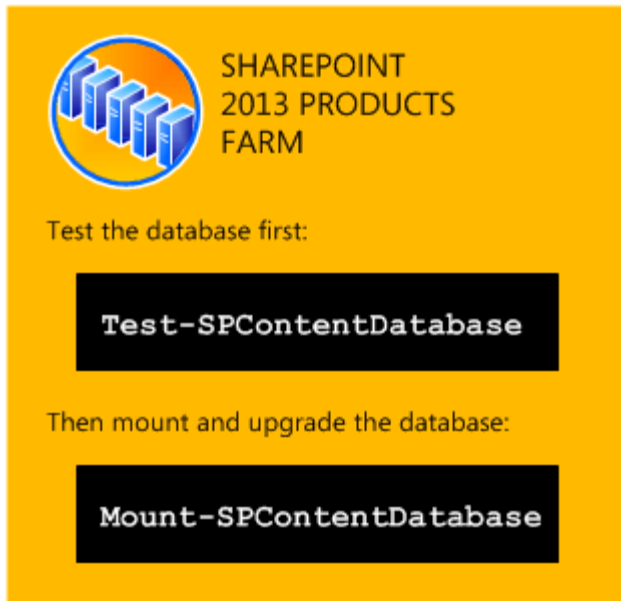 SHAREPOINT
2013 PRODUCTS
FARM
Test the database first:
Test-SPContentDatabase
Then mount and upgrade the database:
Mount-SPContentDatabase